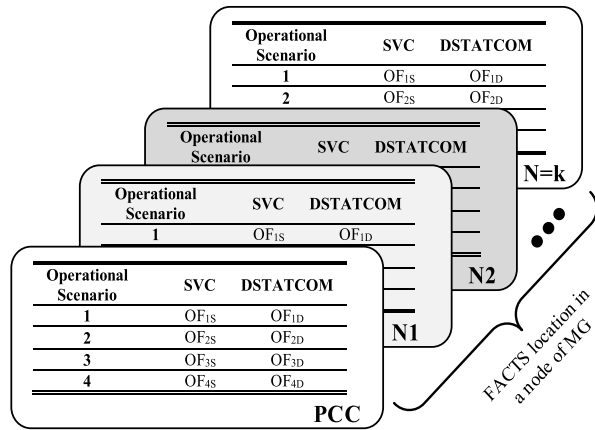 Operational Scenario SVC DSTATCOM
1 OF1S OF1D
2 OF2S OF2D
N=k
Operational Scenario SVC DSTATCOM
N2
Operational Scenario SVC DSTATCOM
1 OF1S OF1D
N1
Operational Scenario SVC DSTATCOM
1 OF1S OF1D
2 OF2S OF2D
3 OF3S OF3D
4 OF4S OF4D
PCC
FACTS location in
a node of MG